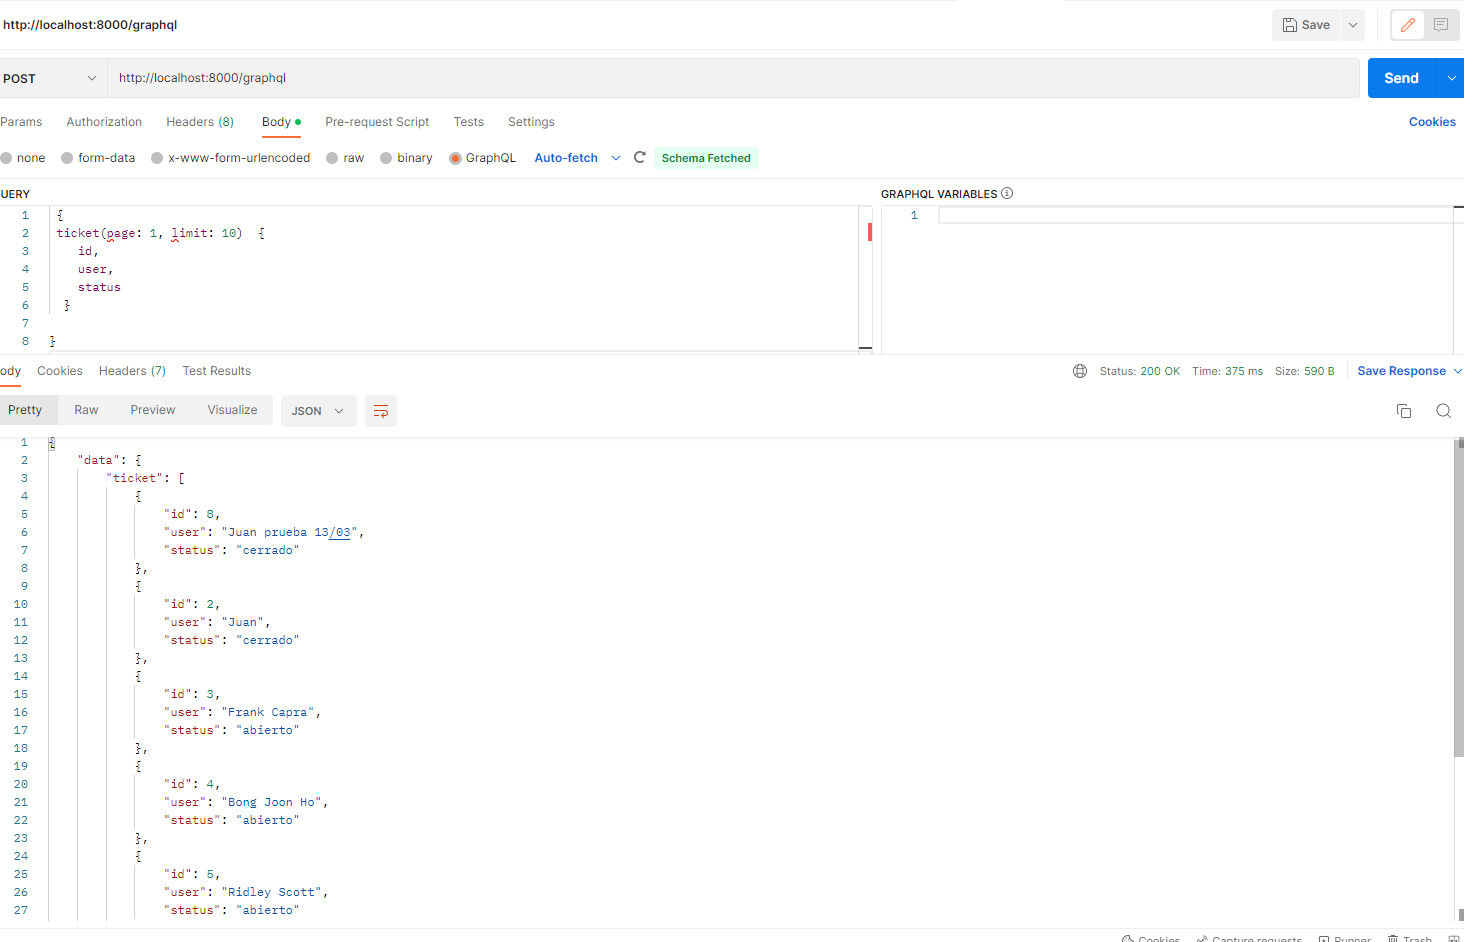 http://localhost:8000/graphql
Save
POST
http://localhost:8000/graphql
Send
Params Authorization Headers (8) Body Pre-request Script Tests Settings
Cookies
none form-data x-www-form-urlencoded raw binary GraphQL Auto-fetch Schema Fetched
UERY
GRAPHQL VARIABLES
1 {
2 ticket(page: 1, limit: 10) {
3 id,
4 user,
5 status
6 }
7
8 }
1
ody Cookies Headers (7) Test Results
Status: 200 OK Time: 375 ms Size: 590 B Save Response
Pretty Raw Preview Visualize JSON
1 {
2 "data": {
3 "ticket": [
4 {
5 "id": 8,
6 "user": "Juan prueba 13/03",
7 "status": "cerrado"
8 },
9 {
10 "id": 2,
11 "user": "Juan",
12 "status": "cerrado"
13 },
14 {
15 "id": 3,
16 "user": "Frank Capra",
17 "status": "abierto"
18 },
19 {
20 "id": 4,
21 "user": "Bong Joon Ho",
22 "status": "abierto"
23 },
24 {
25 "id": 5,
26 "user": "Ridley Scott",
27 "status": "abierto"
Cookies Capture requests Runner Trash